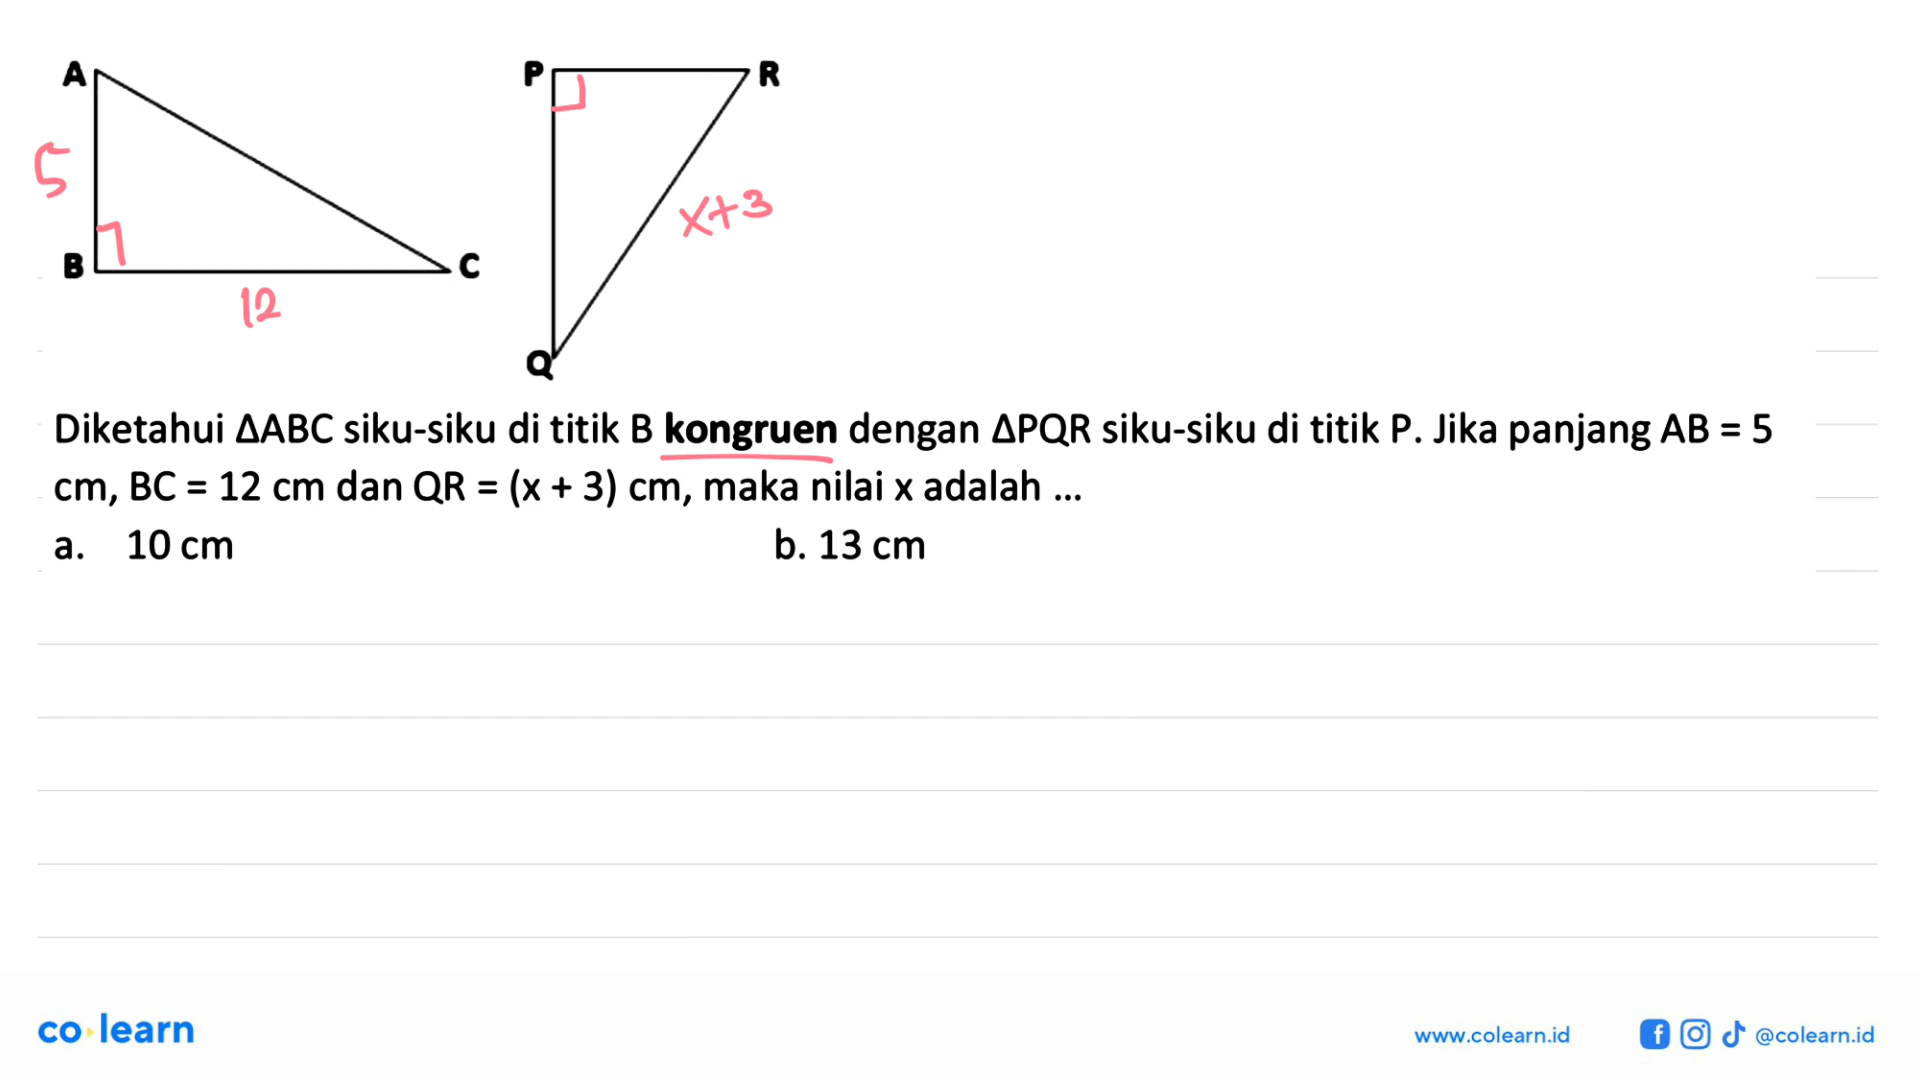 A
P
R
5
x+3
B
C
12
Q
Diketahui ΔABC siku-siku di titik B kongruen dengan ΔPQR siku-siku di titik P. Jika panjang AB = 5
cm, BC = 12 cm dan QR = (x + 3) cm, maka nilai x adalah ...
a. 10 cm b. 13 cm
co learn
www.colearn.id @colearn.id